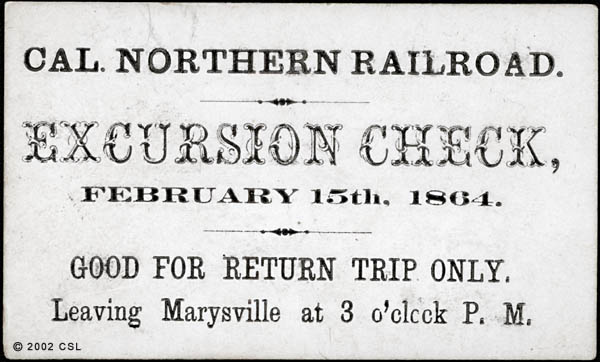 CAL. NORTHERN RAILROAD.
EXCURSION CHECK,
FEBRUARY 15th, 1864.
GOOD FOR RETURN TRIP ONLY.
Leaving Marysville at 3 o'clcck P. M.
© 2002 CSL